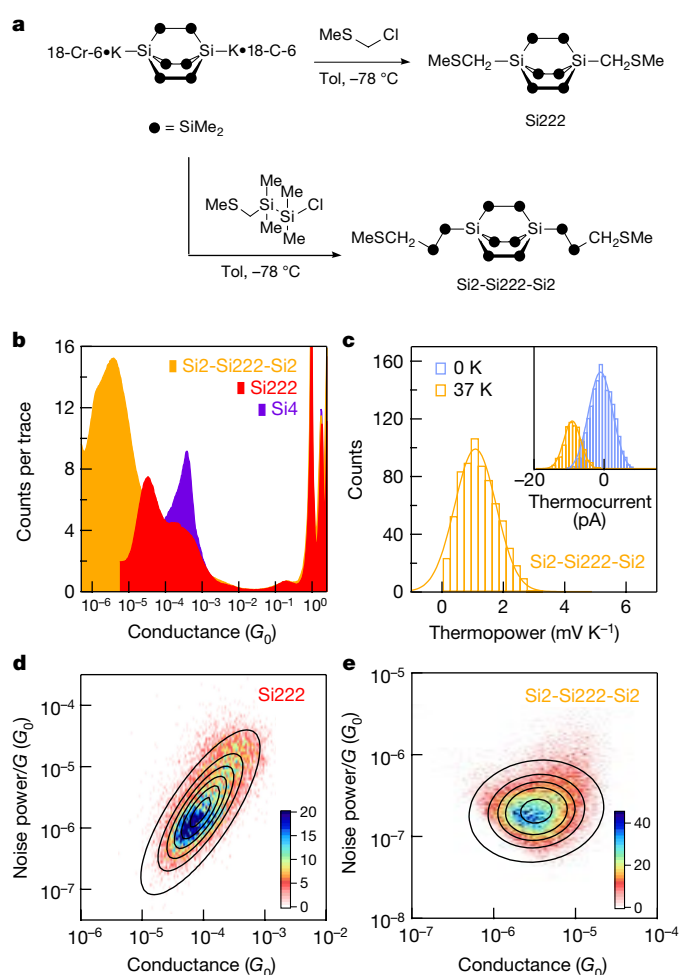 a
MeS Cl
18-Cr-6•K Si Si K•18-C-6
Tol, –78 °C
MeSCH2 Si Si CH2SMe
Si222
● = SiMe2
Me
MeS Si Me
Si Cl
Me Me
Tol, –78 °C
MeSCH2 Si Si CH2SMe
Si2-Si222-Si2
b
16
12
8
4
0
Counts per trace
Si2-Si222-Si2
Si222
Si4
10–6 10–5 10–4 10–3 10–2 10–1 100
Conductance (G0)
c
160
120
80
40
0
Counts
0 K
37 K
–20 0
Thermocurrent
(pA)
Si2-Si222-Si2
0 2 4 6
Thermopower (mV K–1)
d
Si222
10–4
10–5
10–6
10–7
Noise power/G (G0)
20
15
10
5
0
10–6 10–5 10–4 10–3 10–2
Conductance (G0)
e
Si2-Si222-Si2
10–5
10–6
10–7
10–8
Noise power/G (G0)
40
20
0
10–7 10–6 10–5 10–4
Conductance (G0)